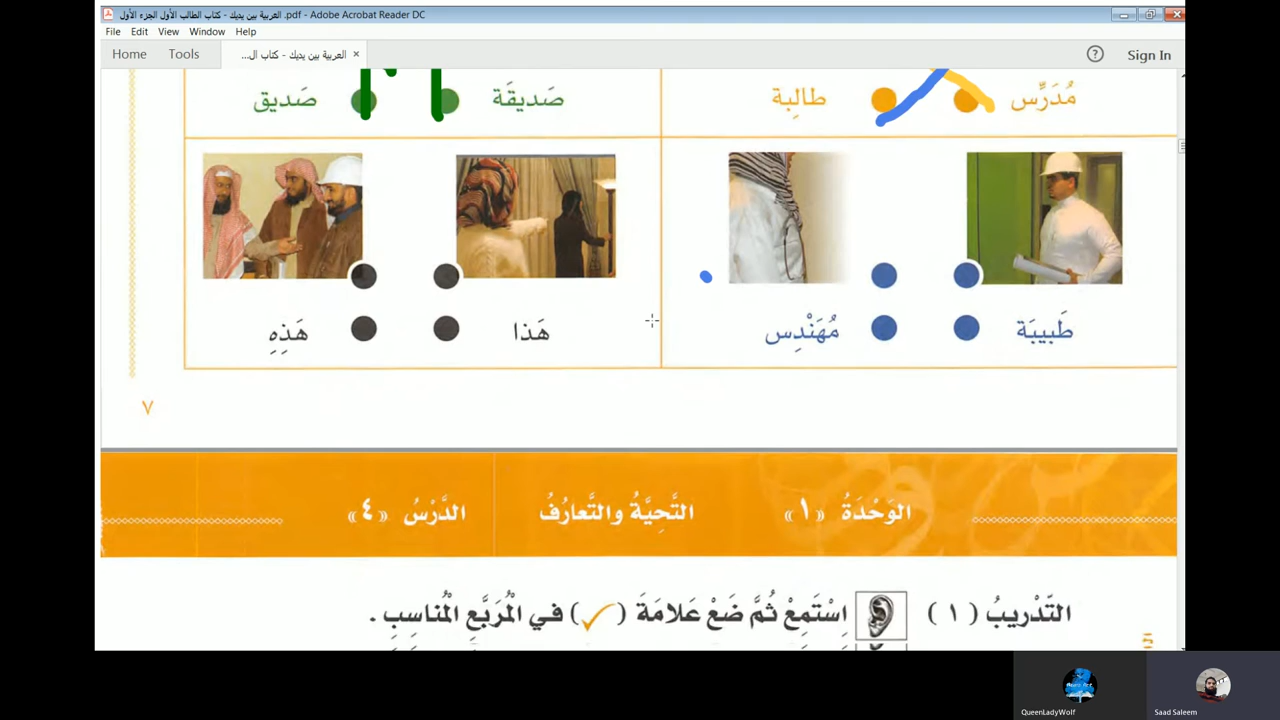 العربية بين يديك - كتاب الطالب الأول الجزء الأول.pdf - Adobe Acrobat Reader DC
File Edit View Window Help
Home Tools العربية بين يديك - كتاب ال... × ? Sign In
مُدَرِّس طالِبة صَديقَة صَديق
طَبيبَة مُهَنْدِس هَذا هَذِهِ
٧
الوَحْدَةُ «١» التَّحِيَّةُ والتَّعارُفُ الدَّرْسُ «٤»
التَّدْريبُ ( ١ ) اِسْتَمِعْ ثُمَّ ضَعْ عَلامَةَ (✓) في الْمُرَبَّعِ الْمُناسِبِ .
QueenLadyWolf
Saad Saleem